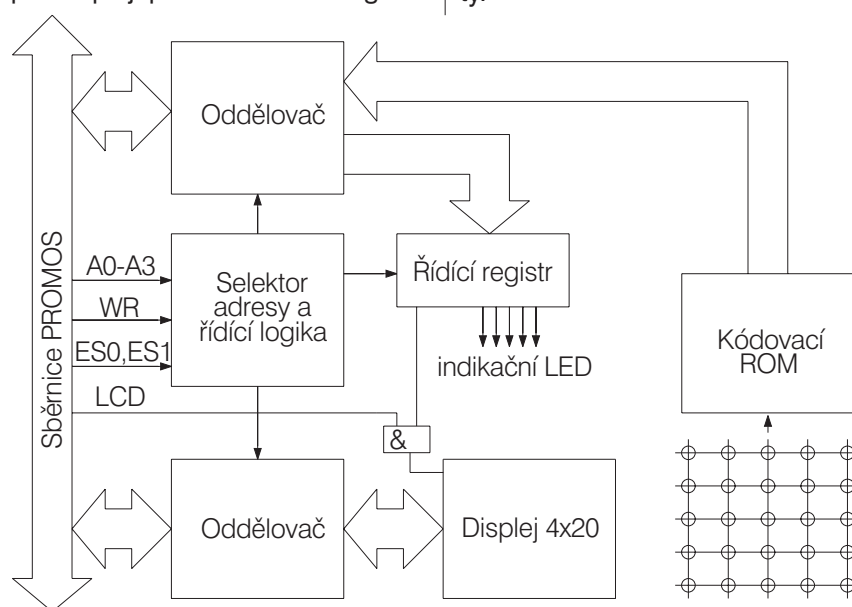 Oddělovač
Sběrnice PROMOS
A0-A3
WR
ES0,ES1
LCD
Selektor
adresy a
řídící logika
Řídící registr
indikační LED
Kódovací
ROM
&
Oddělovač
Displej 4x20